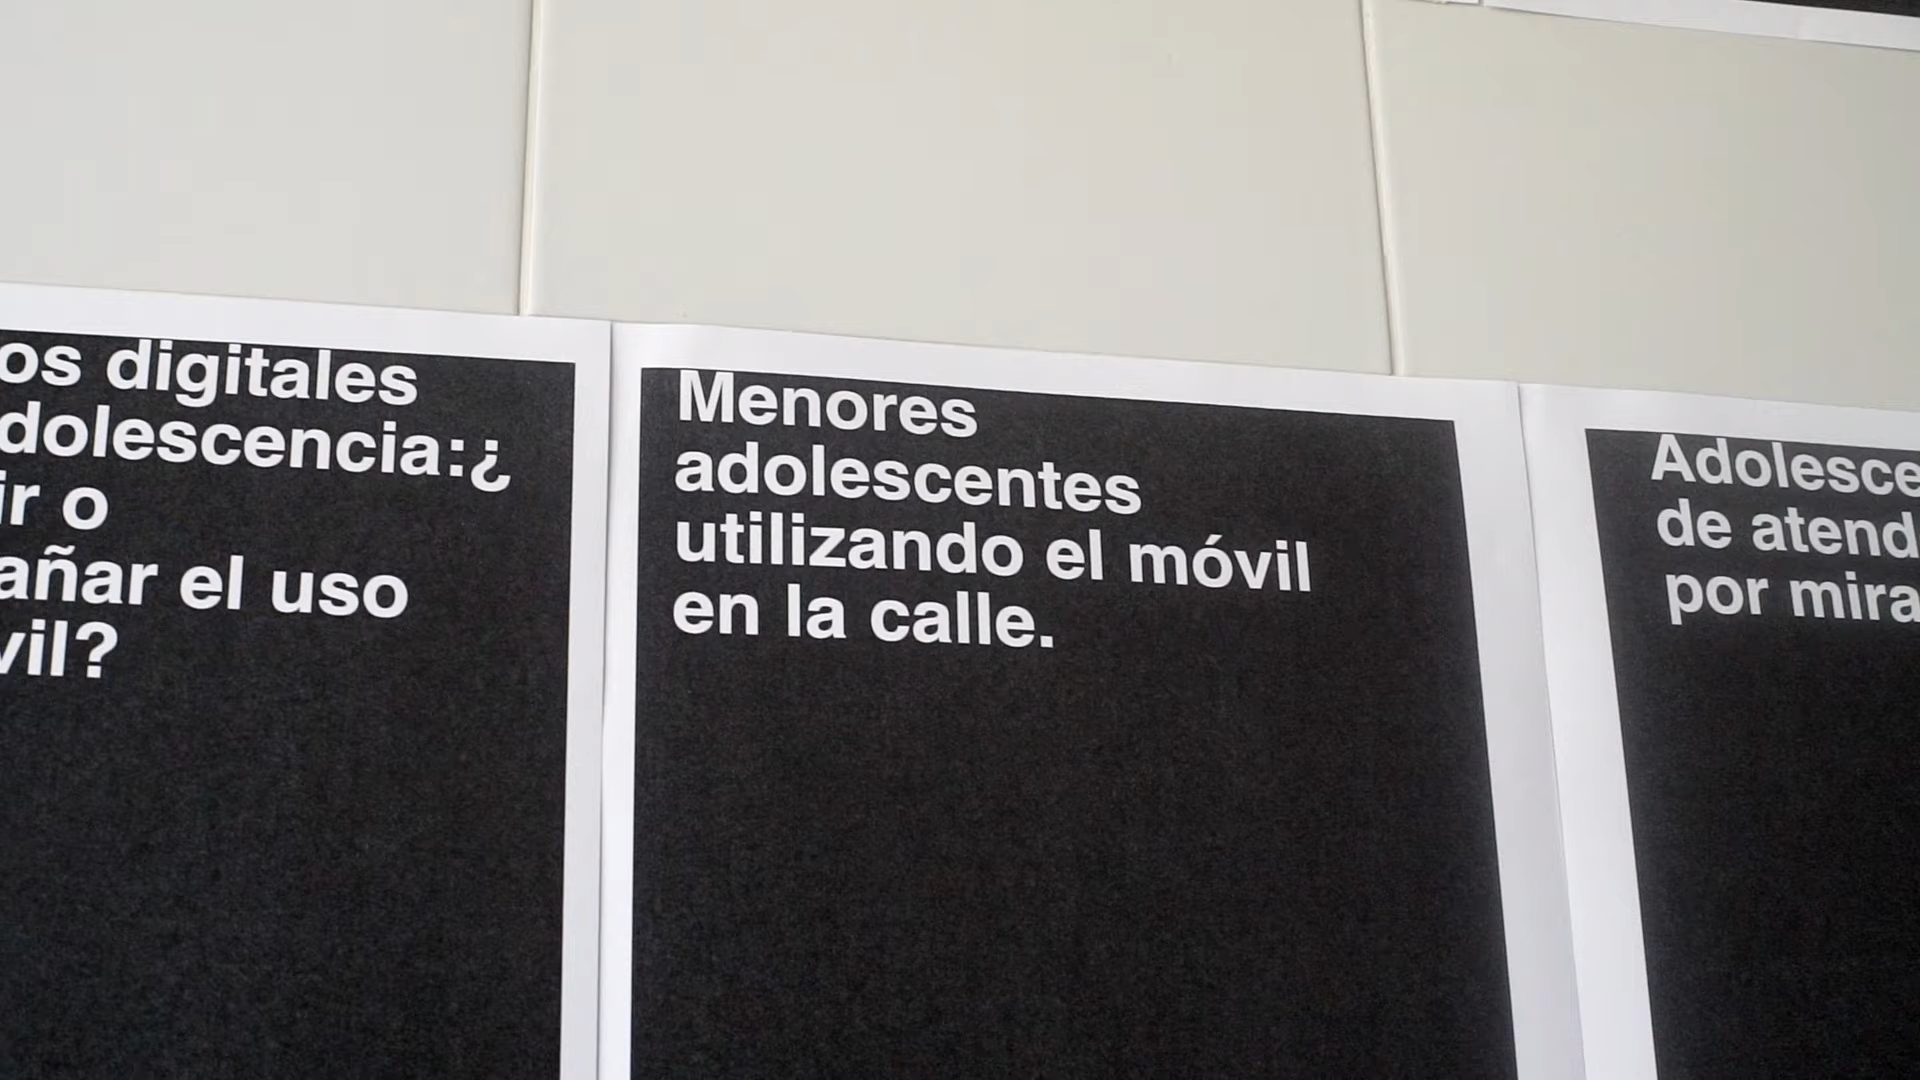 os digitales
dolescencia:¿
ir o
añar el uso
vil?
Menores
adolescentes
utilizando el móvil
en la calle.
Adolesce
de atend
por mira